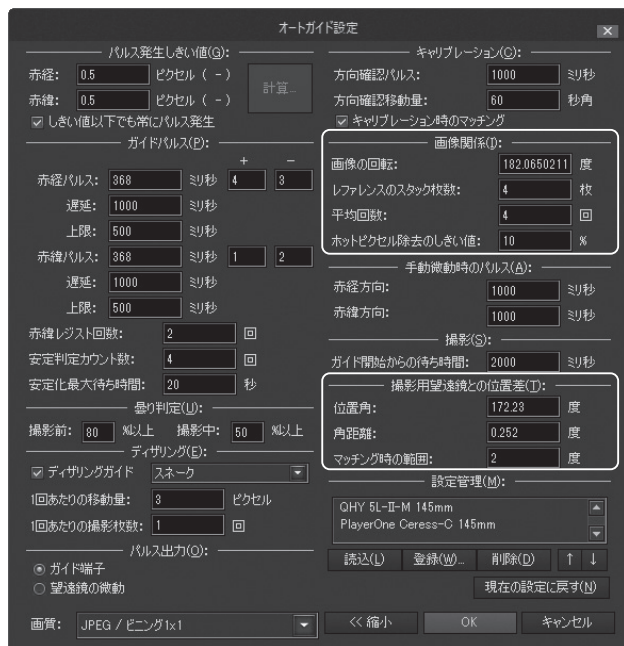 オートガイド設定
パルス発生しきい値(G):
赤経: 0.5 ピクセル ( - )
赤緯: 0.5 ピクセル ( - )
計算...
しきい値以下でも常にパルス発生
ガイドパルス(P):
+ -
赤経パルス: 368 ミリ秒 4 3
遅延: 1000 ミリ秒
上限: 500 ミリ秒
赤緯パルス: 368 ミリ秒 1 2
遅延: 1000 ミリ秒
上限: 500 ミリ秒
赤緯レジスト回数: 2 回
安定判定カウント数: 4 回
安定化最大待ち時間: 20 秒
曇り判定(U):
撮影前: 80 %以上 撮影中: 50 %以上
ディザリング(E):
ディザリングガイド スネーク
1回あたりの移動量: 3 ピクセル
1回あたりの撮影枚数: 1 回
パルス出力(O):
ガイド端子
望遠鏡の微動
画質: JPEG / ビニング1x1
キャリブレーション(C):
方向確認パルス: 1000 ミリ秒
方向確認移動量: 60 秒角
キャリブレーション時のマッチング
画像関係(I):
画像の回転: 182.0650211 度
レファレンスのスタック枚数: 4 枚
平均回数: 4 回
ホットピクセル除去のしきい値: 10 %
手動微動時のパルス(A):
赤経方向: 1000 ミリ秒
赤緯方向: 1000 ミリ秒
撮影(S):
ガイド開始からの待ち時間: 2000 ミリ秒
撮影用望遠鏡との位置差(T):
位置角: 172.23 度
角距離: 0.252 度
マッチング時の範囲: 2 度
設定管理(M):
QHY 5L-II-M 145mm
PlayerOne Ceress-C 145mm
読込(L) 登録(W)... 削除(D) ↑ ↓
現在の設定に戻す(N)
<< 縮小 OK キャンセル